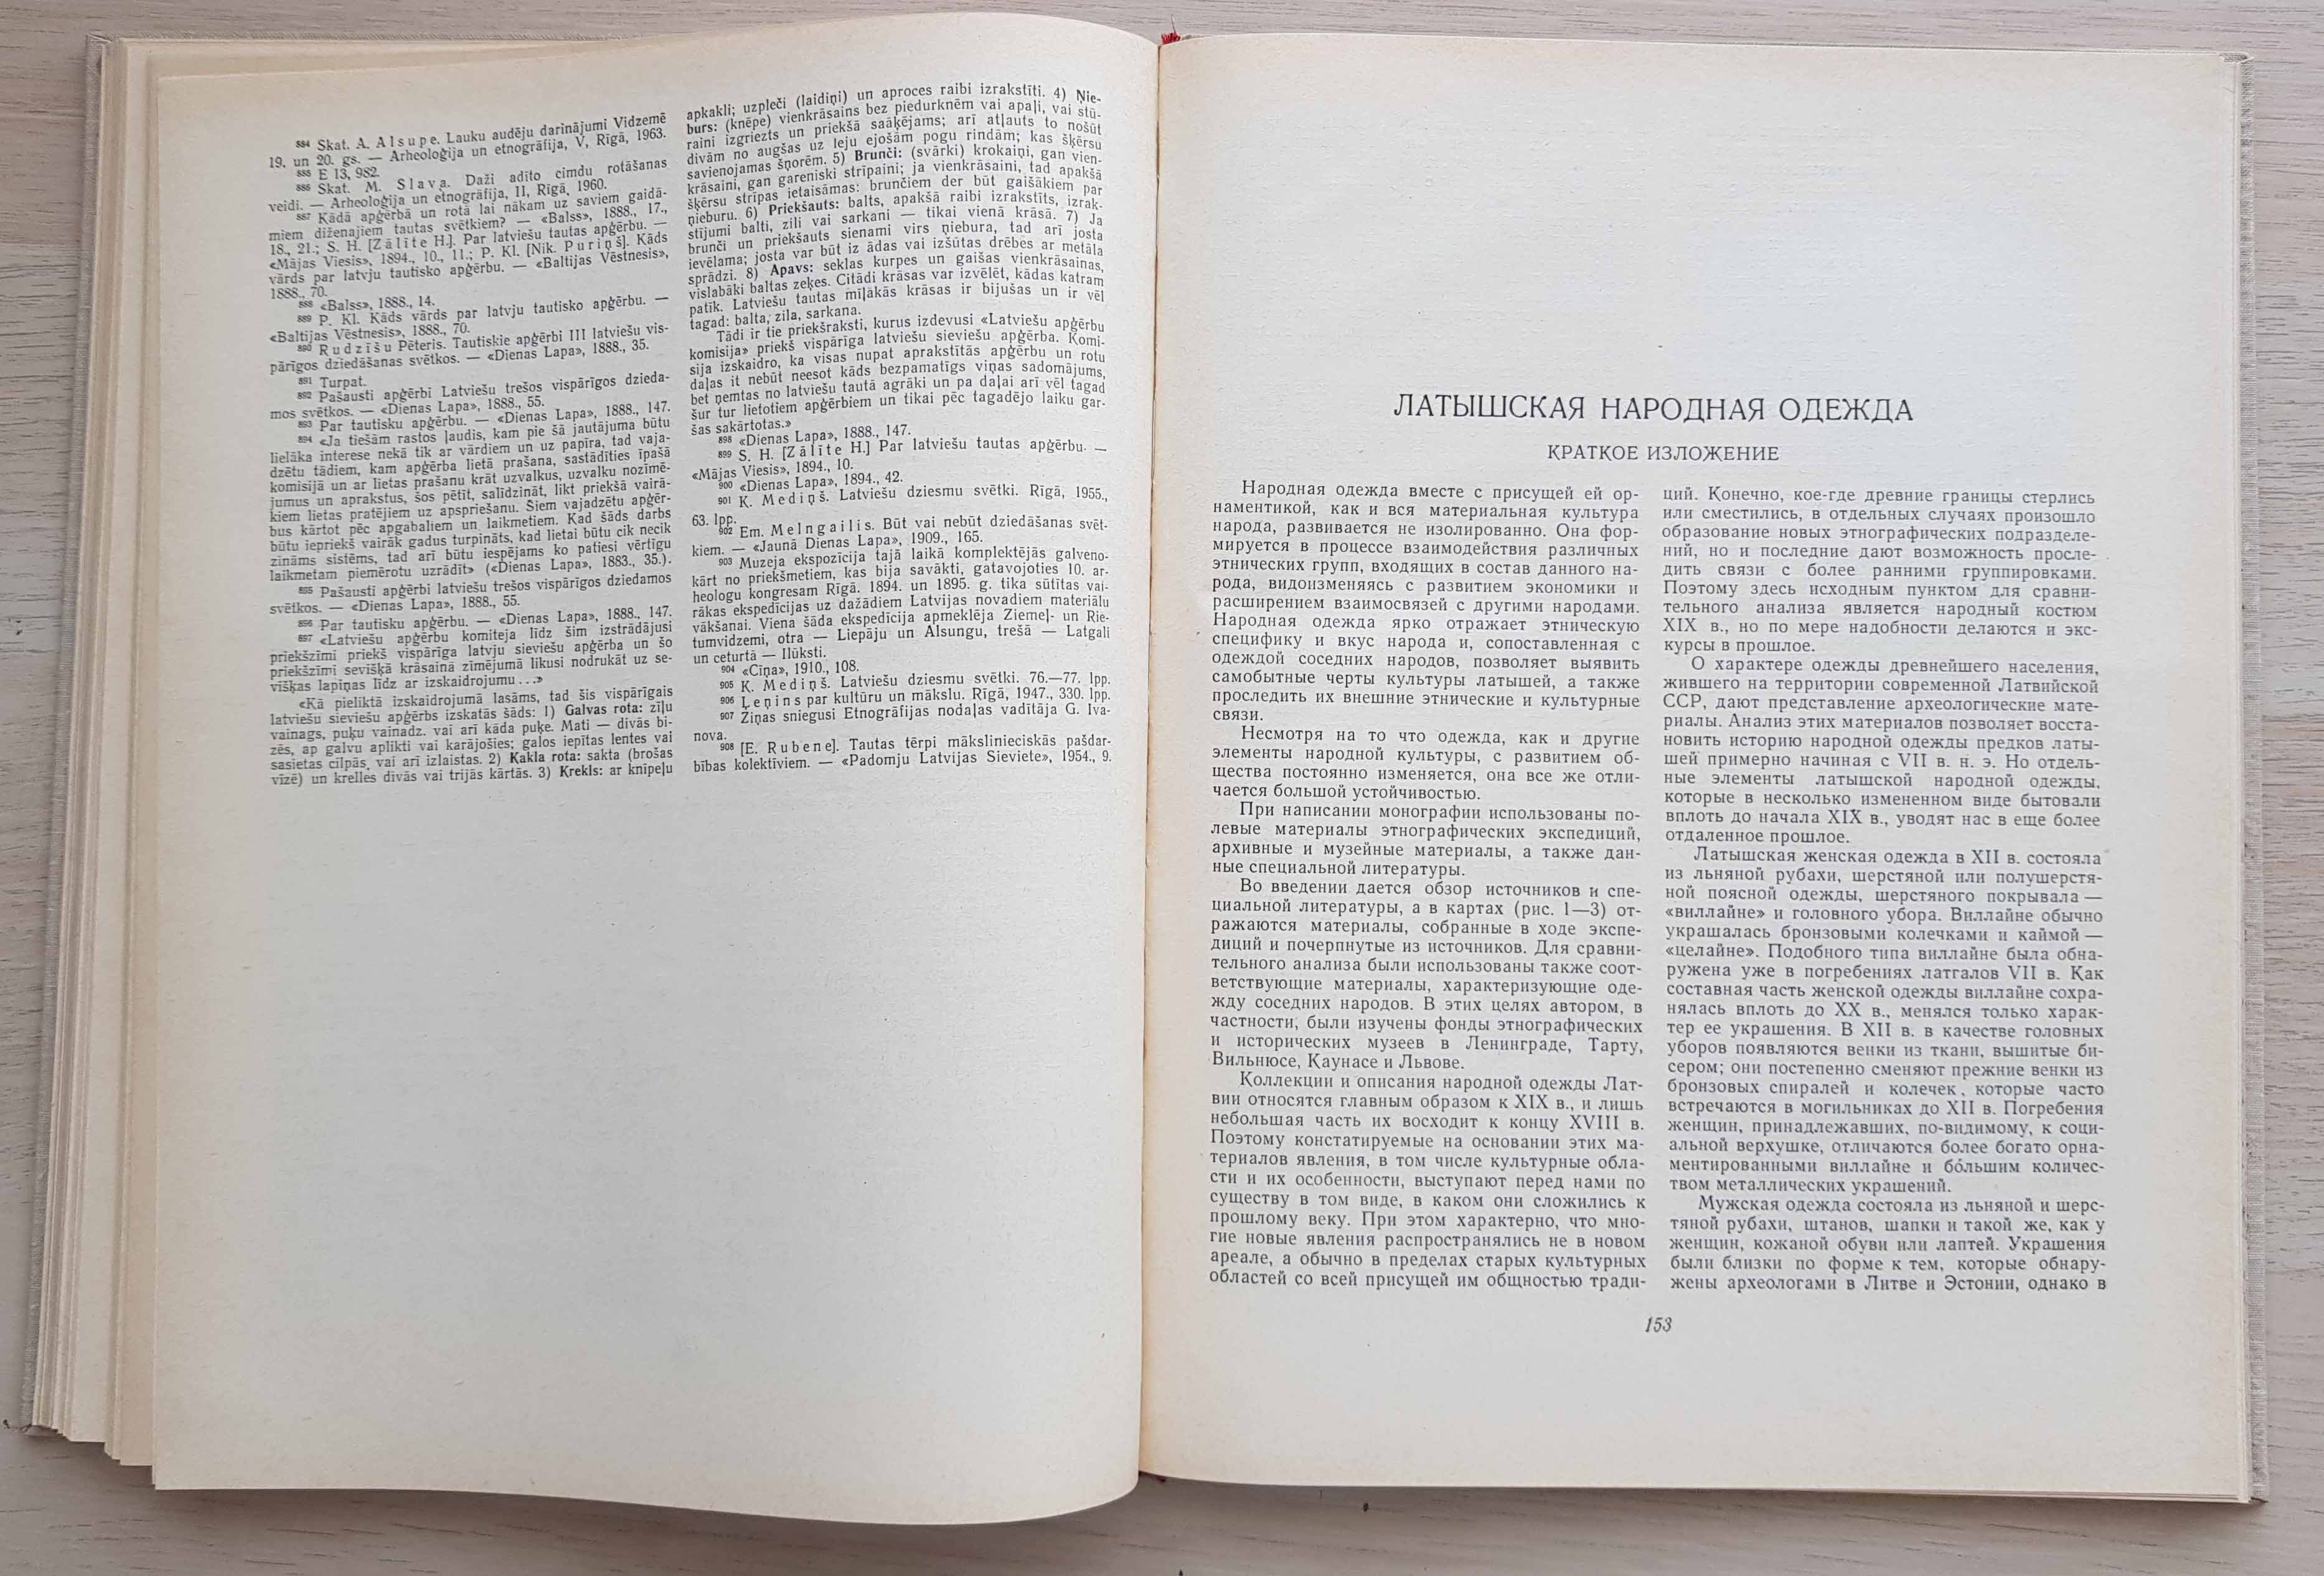 ⁸⁸⁴ Skat. A. Alsupe. Lauku audēju darinājumi Vidzemē
19. un 20. gs. — Arheoloģija un etnogrāfija, V, Rīgā, 1963.
⁸⁸⁵ E 13, 982.
⁸⁸⁶ Skat. M. Slava. Daži adīto cimdu rotāšanas
veidi. — Arheoloģija un etnogrāfija, II, Rīgā, 1960.
⁸⁸⁷ Kādā apģērbā un rotā lai nākam uz saviem gaidā-
miem diženajiem tautas svētkiem? — «Balss», 1888., 17.,
18., 21.; S. H. [Zālīte H.]. Par latviešu tautas apģērbu. —
«Mājas Viesis», 1894., 10., 11.; P. Kl. [Nik. Puriņš]. Kāds
vārds par latvju tautisko apģērbu. — «Baltijas Vēstnesis»,
1888., 70.
⁸⁸⁸ «Balss», 1888., 14.
⁸⁸⁹ P. Kl. Kāds vārds par latvju tautisko apģērbu. —
«Baltijas Vēstnesis», 1888., 70.
⁸⁹⁰ Rudzīšu Pēteris. Tautiskie apģērbi III latviešu vis-
pārīgos dziedāšanas svētkos. — «Dienas Lapa», 1888., 35.
⁸⁹¹ Turpat.
⁸⁹² Pašausti apģērbi Latviešu trešos vispārīgos dzieda-
mos svētkos. — «Dienas Lapa», 1888., 55.
⁸⁹³ Par tautisku apģērbu. — «Dienas Lapa», 1888., 147.
⁸⁹⁴ «Ja tiešām rastos ļaudis, kam pie šā jautājuma būtu
lielāka interese nekā tik ar vārdiem un uz papīra, tad vaja-
dzētu tādiem, kam apģērba lietā prašana, sastādīties īpašā
komisijā un ar lietas prašanu krāt uzvalkus, uzvalku nozīmē-
jumus un aprakstus, šos pētīt, salīdzināt, likt priekšā vairā-
kiem lietas pratējiem uz apspriešanu. Šiem vajadzētu apģēr-
bus kārtot pēc apgabaliem un laikmetiem. Kad šāds darbs
būtu iepriekš vairāk gadus turpināts, kad lietai būtu cik necik
zināms sistēms, tad arī būtu iespējams ko patiesi vērtīgu
laikmetam piemērotu uzrādīt» («Dienas Lapa», 1883., 35.).
⁸⁹⁵ Pašausti apģērbi latviešu trešos vispārīgos dziedamos
svētkos. — «Dienas Lapa», 1888., 55.
⁸⁹⁶ Par tautisku apģērbu. — «Dienas Lapa», 1888., 147.
⁸⁹⁷ «Latviešu apģērbu komiteja līdz šim izstrādājusi
priekšzīmi priekš vispārīga latvju sieviešu apģērba un šo
priekšzīmi sevišķā krāsainā zīmējumā likusi nodrukāt uz se-
višķas lapiņas līdz ar izskaidrojumu...»
«Kā pieliktā izskaidrojumā lasāms, tad šis vispārīgais
latviešu sieviešu apģērbs izskatās šāds: 1) Galvas rota: zīļu
vainags, puķu vainadz. vai arī kāda puķe. Mati — divās bi-
zēs, ap galvu aplikti vai karājošies; galos iepītas lentes vai
sasietas cilpās, vai arī izlaistas. 2) Kakla rota: sakta (brošas
vīzē) un krelles divās vai trijās kārtās. 3) Krekls: ar knipeļu
apkakli; uzpleči (laidiņi) un aproces raibi izrakstīti. 4) Ņie-
burs: (knēpe) vienkrāsains bez piedurknēm vai apaļi, vai stū-
raini izgriezts un priekšā saāķējams; arī atļauts to nošūt
divām no augšas uz leju ejošām pogu rindām; kas šķērsu
savienojamas šņorēm. 5) Brunči: (svārki) krokaiņi, gan vien-
krāsaini, gan gareniski strīpaini; ja vienkrāsaini, tad apakšā
šķērsu strīpas ietaisāmas: brunčiem der būt gaišākiem par
ņieburu. 6) Priekšauts: balts, apakšā raibi izrakstīts, izrak-
stījumi balti, zili vai sarkani — tikai vienā krāsā. 7) Ja
brunči un priekšauts sienami virs ņiebura, tad arī josta
ievēlama; josta var būt iz ādas vai izšūtas drēbes ar metāla
sprādzi. 8) Apavs: seklas kurpes un gaišas vienkrāsainas,
vislabāki baltas zeķes. Citādi krāsas var izvēlēt, kādas katram
patīk. Latviešu tautas mīļākās krāsas ir bijušas un ir vēl
tagad: balta, zila, sarkana.
Tādi ir tie priekšraksti, kurus izdevusi «Latviešu apģērbu
komisija» priekš vispārīga latviešu sieviešu apģērba. Komi-
sija izskaidro, ka visas nupat aprakstītās apģērbu un rotu
daļas it nebūt neesot kāds bezpamatīgs viņas sadomājums,
bet ņemtas no latviešu tautā agrāki un pa daļai arī vēl tagad
šur tur lietotiem apģērbiem un tikai pēc tagadējo laiku gar-
šas sakārtotas.»
⁸⁹⁸ «Dienas Lapa», 1888., 147.
⁸⁹⁹ S. H. [Zālīte H.] Par latviešu tautas apģērbu. —
«Mājas Viesis», 1894., 10.
⁹⁰⁰ «Dienas Lapa», 1894., 42.
⁹⁰¹ K. Mediņš. Latviešu dziesmu svētki. Rīgā, 1955.,
63. lpp.
⁹⁰² Em. Melngailis. Būt vai nebūt dziedāšanas svēt-
kiem. — «Jaunā Dienas Lapa», 1909., 165.
⁹⁰³ Muzeja ekspozīcija tajā laikā komplektējās galveno-
kārt no priekšmetiem, kas bija savākti, gatavojoties 10. ar-
heologu kongresam Rīgā. 1894. un 1895. g. tika sūtītas vai-
rākas ekspedīcijas uz dažādiem Latvijas novadiem materiālu
vākšanai. Viena šāda ekspedīcija apmeklēja Ziemeļ- un Rie-
tumvidzemi, otra — Liepāju un Alsungu, trešā — Latgali
un ceturtā — Ilūksti.
⁹⁰⁴ «Cīņa», 1910., 108.
⁹⁰⁵ K. Mediņš. Latviešu dziesmu svētki. 76.—77. lpp.
⁹⁰⁶ Ļeņins par kultūru un mākslu. Rīgā, 1947., 330. lpp.
⁹⁰⁷ Ziņas sniegusi Etnogrāfijas nodaļas vadītāja G. Iva-
nova.
⁹⁰⁸ [E. Rubene]. Tautas tērpi mākslinieciskās pašdar-
bības kolektīviem. — «Padomju Latvijas Sieviete», 1954., 9.
ЛАТЫШСКАЯ НАРОДНАЯ ОДЕЖДА
КРАТКОЕ ИЗЛОЖЕНИЕ
Народная одежда вместе с присущей ей ор-
наментикой, как и вся материальная культура
народа, развивается не изолированно. Она фор-
мируется в процессе взаимодействия различных
этнических групп, входящих в состав данного на-
рода, видоизменяясь с развитием экономики и
расширением взаимосвязей с другими народами.
Народная одежда ярко отражает этническую
специфику и вкус народа и, сопоставленная с
одеждой соседних народов, позволяет выявить
самобытные черты культуры латышей, а также
проследить их внешние этнические и культурные
связи.
Несмотря на то что одежда, как и другие
элементы народной культуры, с развитием об-
щества постоянно изменяется, она все же отли-
чается большой устойчивостью.
При написании монографии использованы по-
левые материалы этнографических экспедиций,
архивные и музейные материалы, а также дан-
ные специальной литературы.
Во введении дается обзор источников и спе-
циальной литературы, а в картах (рис. 1—3) от-
ражаются материалы, собранные в ходе экспе-
диций и почерпнутые из источников. Для сравни-
тельного анализа были использованы также соот-
ветствующие материалы, характеризующие оде-
жду соседних народов. В этих целях автором, в
частности, были изучены фонды этнографических
и исторических музеев в Ленинграде, Тарту,
Вильнюсе, Каунасе и Львове.
Коллекции и описания народной одежды Лат-
вии относятся главным образом к XIX в., и лишь
небольшая часть их восходит к концу XVIII в.
Поэтому констатируемые на основании этих ма-
териалов явления, в том числе культурные обла-
сти и их особенности, выступают перед нами по
существу в том виде, в каком они сложились к
прошлому веку. При этом характерно, что мно-
гие новые явления распространялись не в новом
ареале, а обычно в пределах старых культурных
областей со всей присущей им общностью тради-
ций. Конечно, кое-где древние границы стерлись
или сместились, в отдельных случаях произошло
образование новых этнографических подразделе-
ний, но и последние дают возможность просле-
дить связи с более ранними группировками.
Поэтому здесь исходным пунктом для сравни-
тельного анализа является народный костюм
XIX в., но по мере надобности делаются и экс-
курсы в прошлое.
О характере одежды древнейшего населения,
жившего на территории современной Латвийской
ССР, дают представление археологические мате-
риалы. Анализ этих материалов позволяет восста-
новить историю народной одежды предков латы-
шей примерно начиная с VII в. н. э. Но отдель-
ные элементы латышской народной одежды,
которые в несколько измененном виде бытовали
вплоть до начала XIX в., уводят нас в еще более
отдаленное прошлое.
Латышская женская одежда в XII в. состояла
из льняной рубахи, шерстяной или полушерстя-
ной поясной одежды, шерстяного покрывала —
«виллайне» и головного убора. Виллайне обычно
украшалась бронзовыми колечками и каймой —
«целайне». Подобного типа виллайне была обна-
ружена уже в погребениях латгалов VII в. Как
составная часть женской одежды виллайне сохра-
нялась вплоть до XX в., менялся только харак-
тер ее украшения. В XII в. в качестве головных
уборов появляются венки из ткани, вышитые би-
сером; они постепенно сменяют прежние венки из
бронзовых спиралей и колечек, которые часто
встречаются в могильниках до XII в. Погребения
женщин, принадлежавших, по-видимому, к соци-
альной верхушке, отличаются более богато орна-
ментированными виллайне и бо́льшим количес-
твом металлических украшений.
Мужская одежда состояла из льняной и шерс-
тяной рубахи, штанов, шапки и такой же, как у
женщин, кожаной обуви или лаптей. Украшения
были близки по форме к тем, которые обнару-
жены археологами в Литве и Эстонии, однако в
153